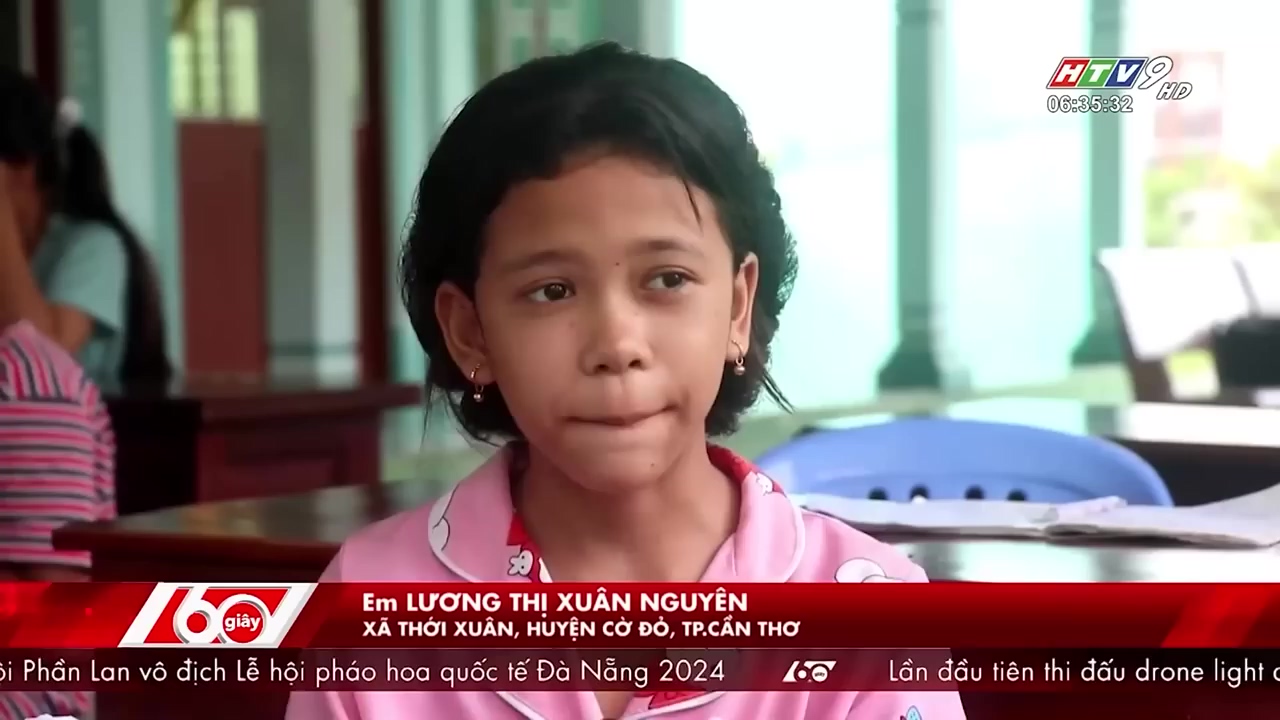 HTV9 HD
06:35:32
60 giây
Em LƯƠNG THỊ XUÂN NGUYÊN
XÃ THỚI XUÂN, HUYỆN CỜ ĐỎ, TP.CẦN THƠ
Phần Lan vô địch Lễ hội pháo hoa quốc tế Đà Nẵng 2024 60 giây Lần đầu tiên thi đấu drone light